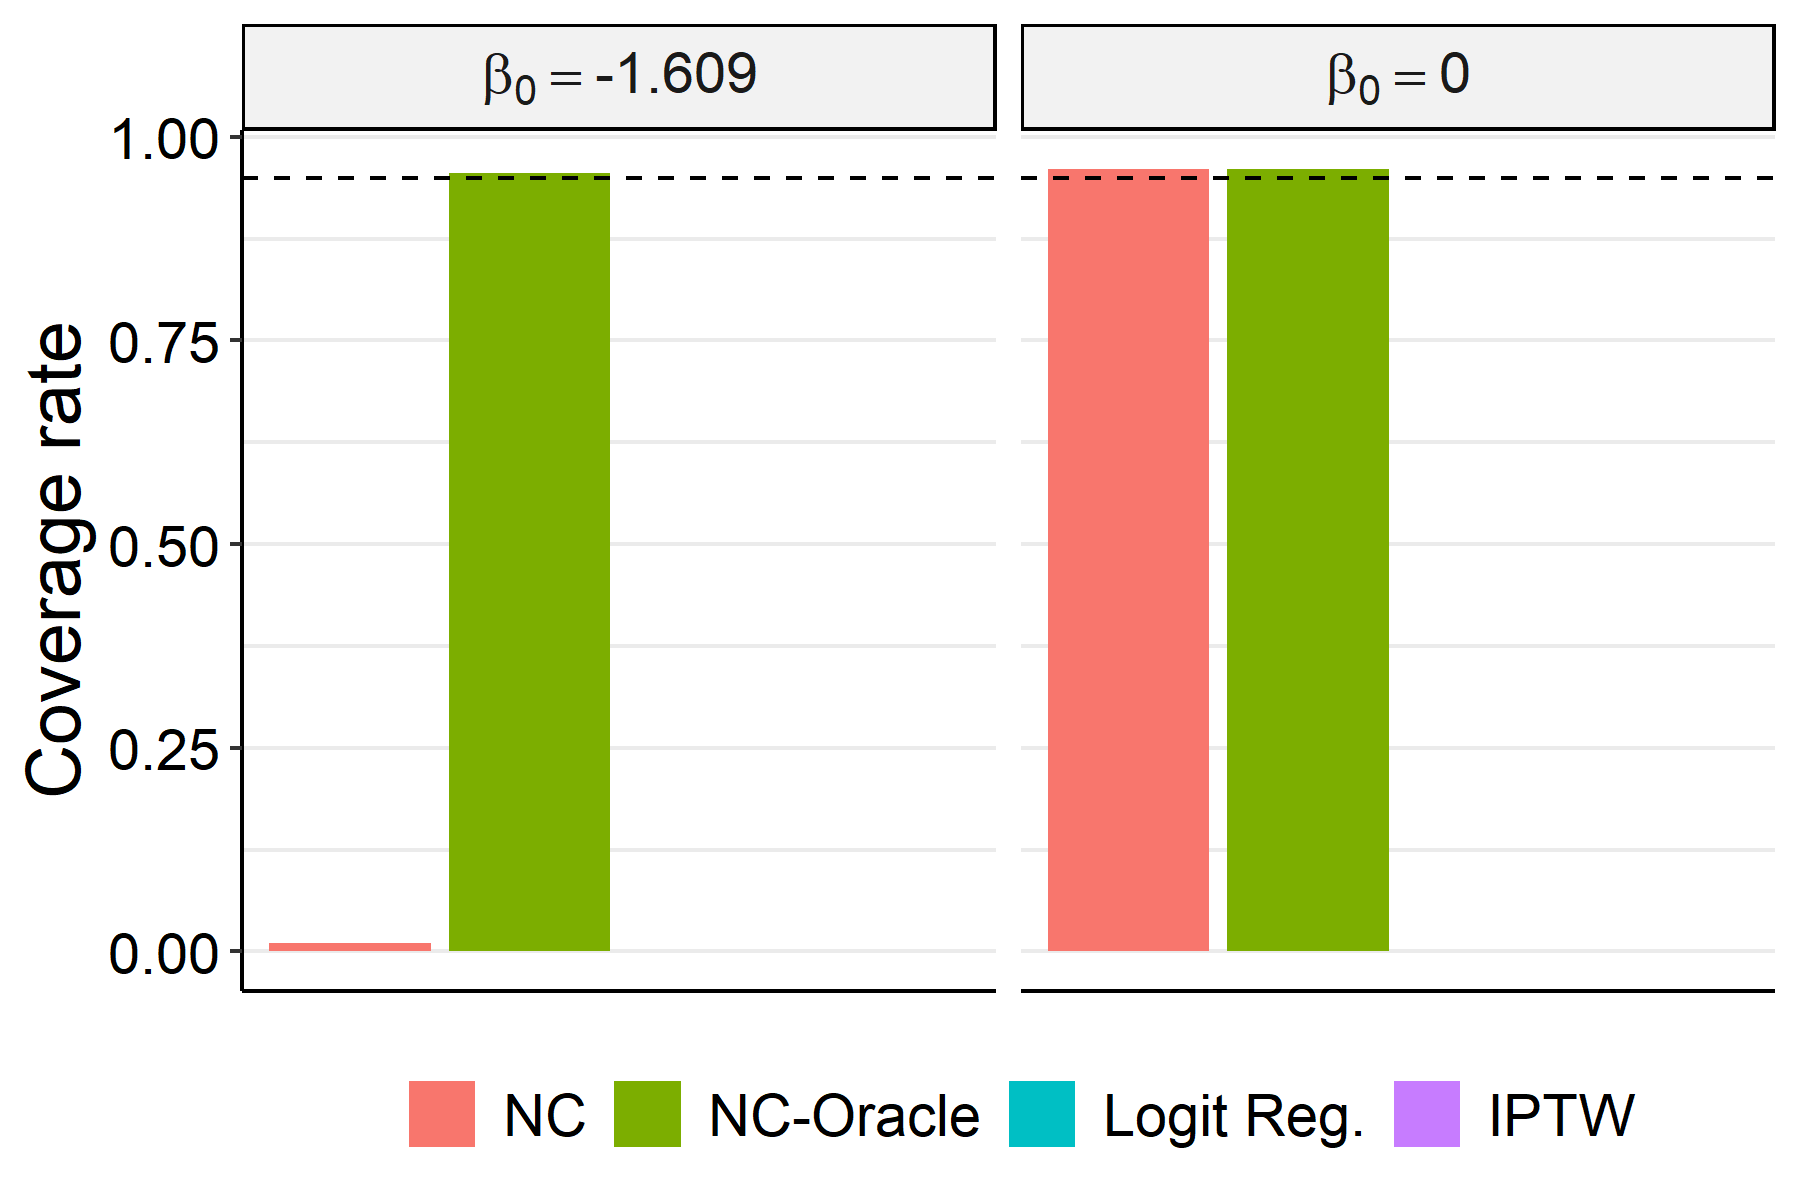 β₀ = -1.609
β₀ = 0
Coverage rate
1.00
0.75
0.50
0.25
0.00
NC
NC-Oracle
Logit Reg.
IPTW